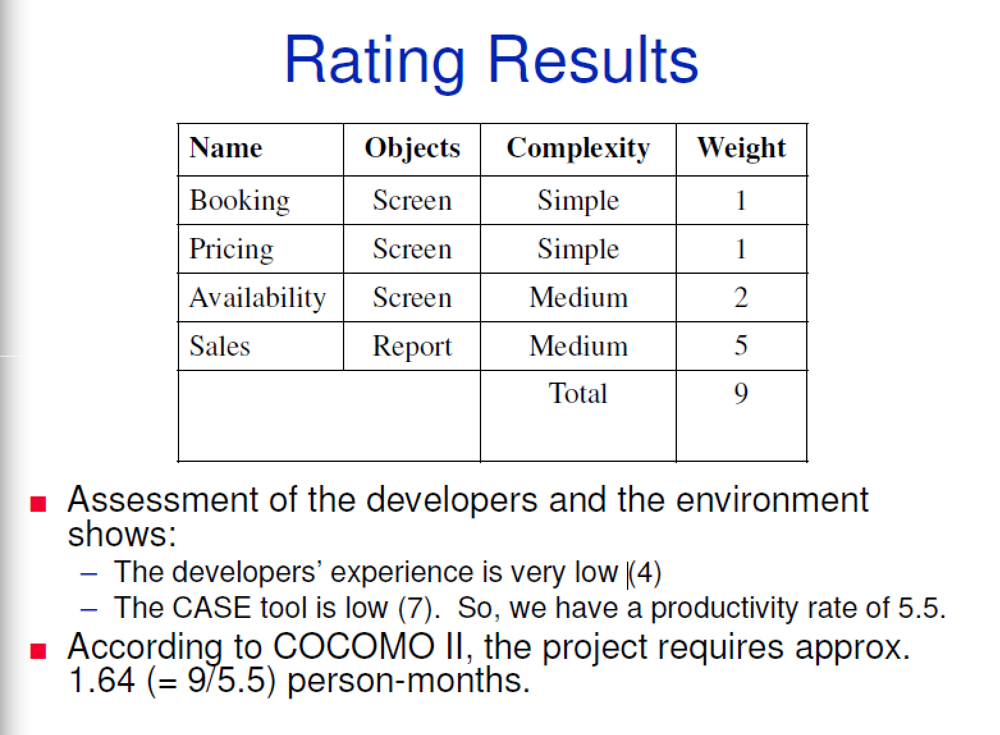 Rating Results
Name Objects Complexity Weight
Booking Screen Simple 1
Pricing Screen Simple 1
Availability Screen Medium 2
Sales Report Medium 5
Total 9
Assessment of the developers and the environment
shows:
– The developers’ experience is very low (4)
– The CASE tool is low (7). So, we have a productivity rate of 5.5.
According to COCOMO II, the project requires approx.
1.64 (= 9/5.5) person-months.